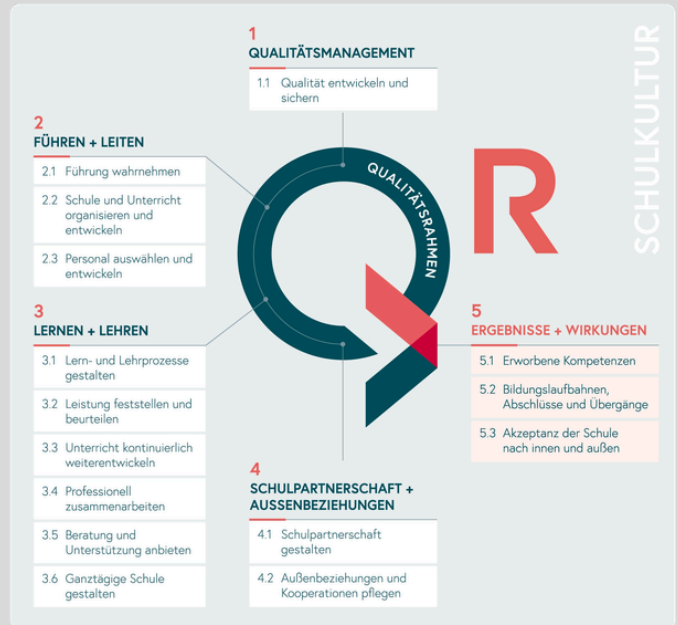 1
QUALITÄTSMANAGEMENT
1.1 Qualität entwickeln und
sichern
2
FÜHREN + LEITEN
2.1 Führung wahrnehmen
2.2 Schule und Unterricht
organisieren und
entwickeln
2.3 Personal auswählen und
entwickeln
3
LERNEN + LEHREN
3.1 Lern- und Lehrprozesse
gestalten
3.2 Leistung feststellen und
beurteilen
3.3 Unterricht kontinuierlich
weiterentwickeln
3.4 Professionell
zusammenarbeiten
3.5 Beratung und
Unterstützung anbieten
3.6 Ganztägige Schule
gestalten
QUALITÄTSRAHMEN
Q
R
4
SCHULPARTNERSCHAFT +
AUSSENBEZIEHUNGEN
4.1 Schulpartnerschaft
gestalten
4.2 Außenbeziehungen und
Kooperationen pflegen
5
ERGEBNISSE + WIRKUNGEN
5.1 Erworbene Kompetenzen
5.2 Bildungslaufbahnen,
Abschlüsse und Übergänge
5.3 Akzeptanz der Schule
nach innen und außen
SCHULKULTUR